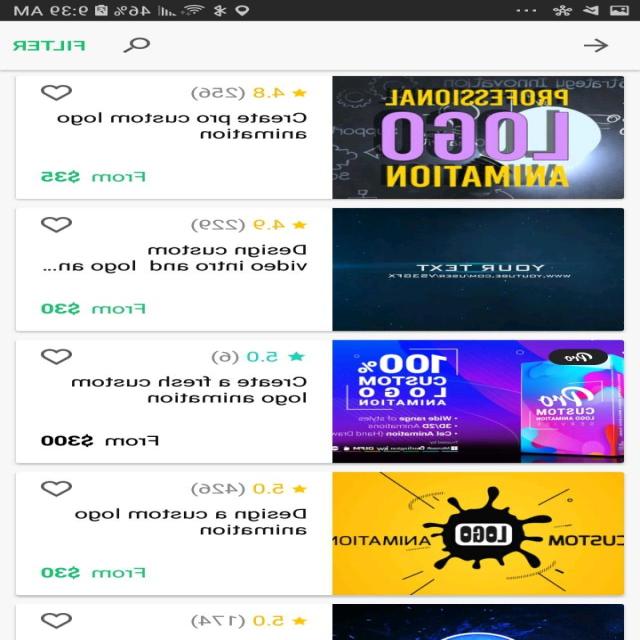 9:39 AM
46%
FILTER
PROFESSIONAL
LOGO
ANIMATION
4.8 (256)
Create pro custom logo
animation
From $35
YOUR TEXT
4.9 (229)
Design custom
video intro and logo an...
From $30
Pro
100%
CUSTOM
LOGO
ANIMATION
• Wide range of styles
• 3D/2D Animations
• Cel Animation (Hand Draw
Pro
CUSTOM
LOGO ANIMATION
SERVICES
5.0 (6)
Create a fresh custom
logo animation
From $300
CUSTOM
LOGO
ANIMATION
5.0 (426)
Design a custom logo
animation
From $30
5.0 (174)